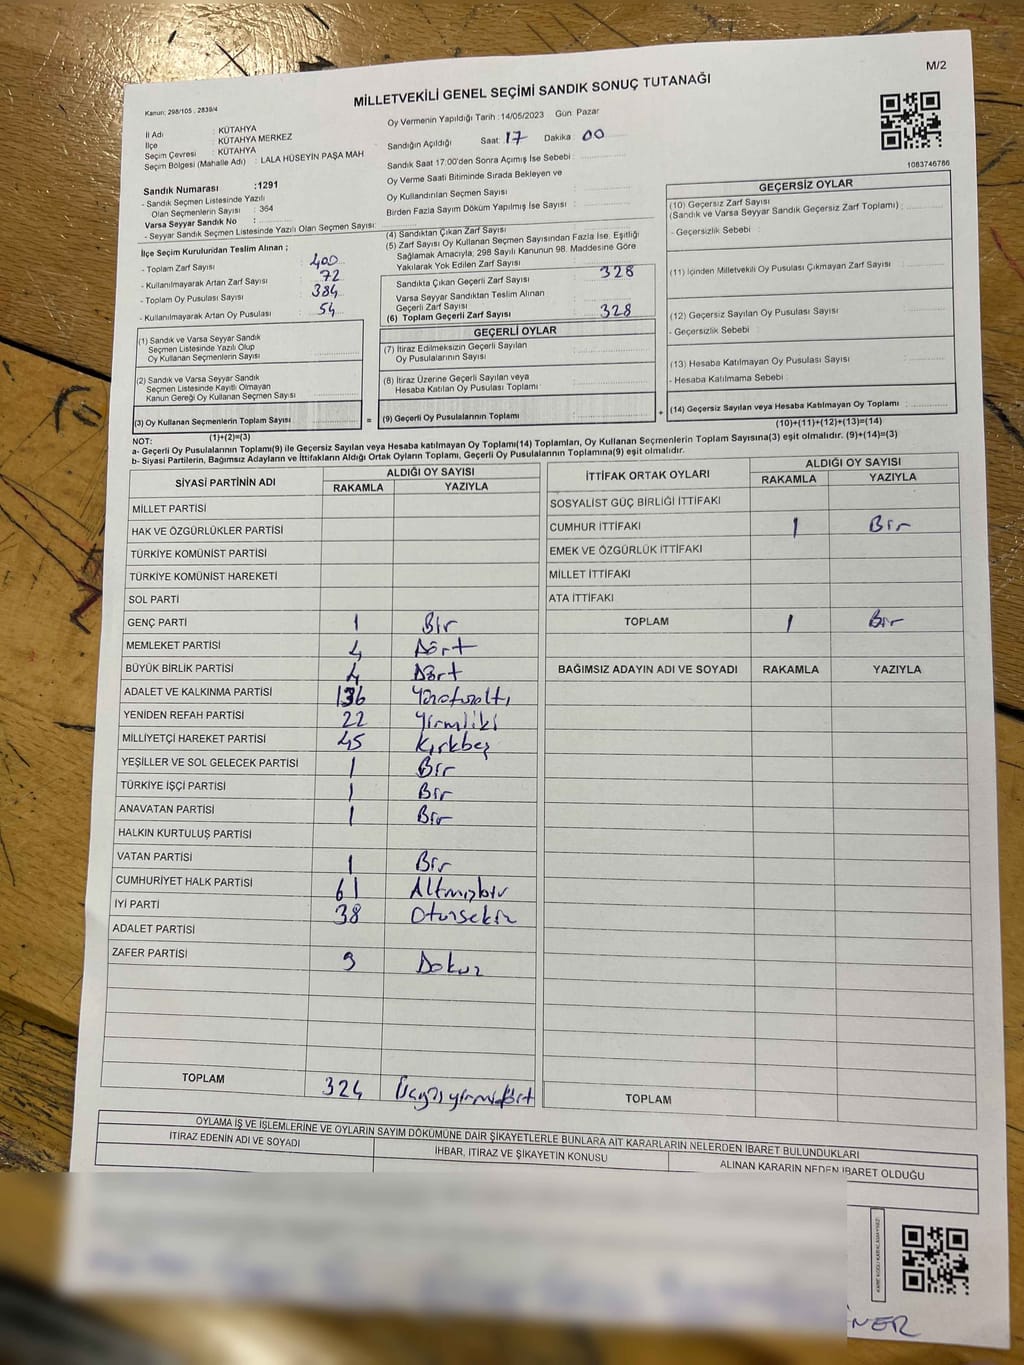 M/2
MİLLETVEKİLİ GENEL SEÇİMİ SANDIK SONUÇ TUTANAĞI
Kanun: 298/105 , 2839/4
İl Adı : KÜTAHYA
İlçe : KÜTAHYA MERKEZ
Seçim Çevresi : KÜTAHYA
Seçim Bölgesi (Mahalle Adı) : LALA HÜSEYİN PAŞA MAH
Sandık Numarası :1291
- Sandık Seçmen Listesinde Yazılı
Olan Seçmenlerin Sayısı : 364
Varsa Seyyar Sandık No :
- Seyyar Sandık Seçmen Listesinde Yazılı Olan Seçmen Sayısı:
İlçe Seçim Kurulundan Teslim Alınan ;
- Toplam Zarf Sayısı 400
- Kullanılmayarak Artan Zarf Sayısı 72
- Toplam Oy Pusulası Sayısı 384
- Kullanılmayarak Artan Oy Pusulası 54
Oy Vermenin Yapıldığı Tarih : 14/05/2023 Gün Pazar
Sandığın Açıldığı Saat: 17 Dakika 00
Sandık Saat 17:00'den Sonra Açımış İse Sebebi :
Oy Verme Saati Bitiminde Sırada Bekleyen ve
Oy Kullandırılan Seçmen Sayısı :
Birden Fazla Sayım Döküm Yapılmış İse Sayısı :
(4) Sandıktan Çıkan Zarf Sayısı
(5) Zarf Sayısı Oy Kullanan Seçmen Sayısından Fazla İse, Eşitliği
Sağlamak Amacıyla; 298 Sayılı Kanunun 98. Maddesine Göre
Yakılarak Yok Edilen Zarf Sayısı
Sandıkta Çıkan Geçerli Zarf Sayısı 328
Varsa Seyyar Sandıktan Teslim Alınan
Geçerli Zarf Sayısı
(6) Toplam Geçerli Zarf Sayısı 328
1083746786
GEÇERSİZ OYLAR
(10) Geçersiz Zarf Sayısı
(Sandık ve Varsa Seyyar Sandık Geçersiz Zarf Toplamı) :
- Geçersizlik Sebebi :
(11) İçinden Milletvekili Oy Pusulası Çıkmayan Zarf Sayısı :
(12) Geçersiz Sayılan Oy Pusulası Sayısı :
- Geçersizlik Sebebi :
(13) Hesaba Katılmayan Oy Pusulası Sayısı :
- Hesaba Katılmama Sebebi :
(14) Geçersiz Sayılan veya Hesaba Katılmayan Oy Toplamı :
(10)+(11)+(12)+(13)=(14)
(1) Sandık ve Varsa Seyyar Sandık
Seçmen Listesinde Yazılı Olup
Oy Kullanan Seçmenlerin Sayısı :
(2) Sandık ve Varsa Seyyar Sandık
Seçmen Listesinde Kayıtlı Olmayan
Kanun Gereği Oy Kullanan Seçmen Sayısı :
(3) Oy Kullanan Seçmenlerin Toplam Sayısı :
(1)+(2)=(3)
=
GEÇERLİ OYLAR
(7) İtiraz Edilmeksizin Geçerli Sayılan
Oy Pusulalarının Sayısı :
(8) İtiraz Üzerine Geçerli Sayılan veya
Hesaba Katılan Oy Pusulası Toplamı :
(9) Geçerli Oy Pusulalarının Toplamı :
+
NOT:
a- Geçerli Oy Pusulalarının Toplamı(9) ile Geçersiz Sayılan veya Hesaba katılmayan Oy Toplamı(14) Toplamları, Oy Kullanan Seçmenlerin Toplam Sayısına(3) eşit olmalıdır. (9)+(14)=(3)
b- Siyasi Partilerin, Bağımsız Adayların ve İttifakların Aldığı Ortak Oyların Toplamı, Geçerli Oy Pusulalarının Toplamına(9) eşit olmalıdır.
SİYASİ PARTİNİN ADI ALDIĞI OY SAYISI
RAKAMLA YAZIYLA
MİLLET PARTİSİ
HAK VE ÖZGÜRLÜKLER PARTİSİ
TÜRKİYE KOMÜNİST PARTİSİ
TÜRKİYE KOMÜNİST HAREKETİ
SOL PARTİ
GENÇ PARTİ 1 Bir
MEMLEKET PARTİSİ 4 Dört
BÜYÜK BİRLİK PARTİSİ 4 Dört
ADALET VE KALKINMA PARTİSİ 136 Yüzotuzaltı
YENİDEN REFAH PARTİSİ 22 Yirmiiki
MİLLİYETÇİ HAREKET PARTİSİ 45 Kırkbeş
YEŞİLLER VE SOL GELECEK PARTİSİ 1 Bir
TÜRKİYE İŞÇİ PARTİSİ 1 Bir
ANAVATAN PARTİSİ 1 Bir
HALKIN KURTULUŞ PARTİSİ
VATAN PARTİSİ 1 Bir
CUMHURİYET HALK PARTİSİ 61 Altmışbir
İYİ PARTİ 38 Otuzsekiz
ADALET PARTİSİ
ZAFER PARTİSİ 9 Dokuz
TOPLAM 324 Üçyüzyirmidört
İTTİFAK ORTAK OYLARI ALDIĞI OY SAYISI
RAKAMLA YAZIYLA
SOSYALİST GÜÇ BİRLİĞİ İTTİFAKI
CUMHUR İTTİFAKI 1 Bir
EMEK VE ÖZGÜRLÜK İTTİFAKI
MİLLET İTTİFAKI
ATA İTTİFAKI
TOPLAM 1 Bir
BAĞIMSIZ ADAYIN ADI VE SOYADI RAKAMLA YAZIYLA
TOPLAM
OYLAMA İŞ VE İŞLEMLERİNE VE OYLARIN SAYIM DÖKÜMÜNE DAİR ŞİKAYETLERLE BUNLARA AİT KARARLARIN NELERDEN İBARET BULUNDUKLARI
İTİRAZ EDENİN ADI VE SOYADI İHBAR, İTİRAZ VE ŞİKAYETİN KONUSU ALINAN KARARIN NEDEN İBARET OLDUĞU